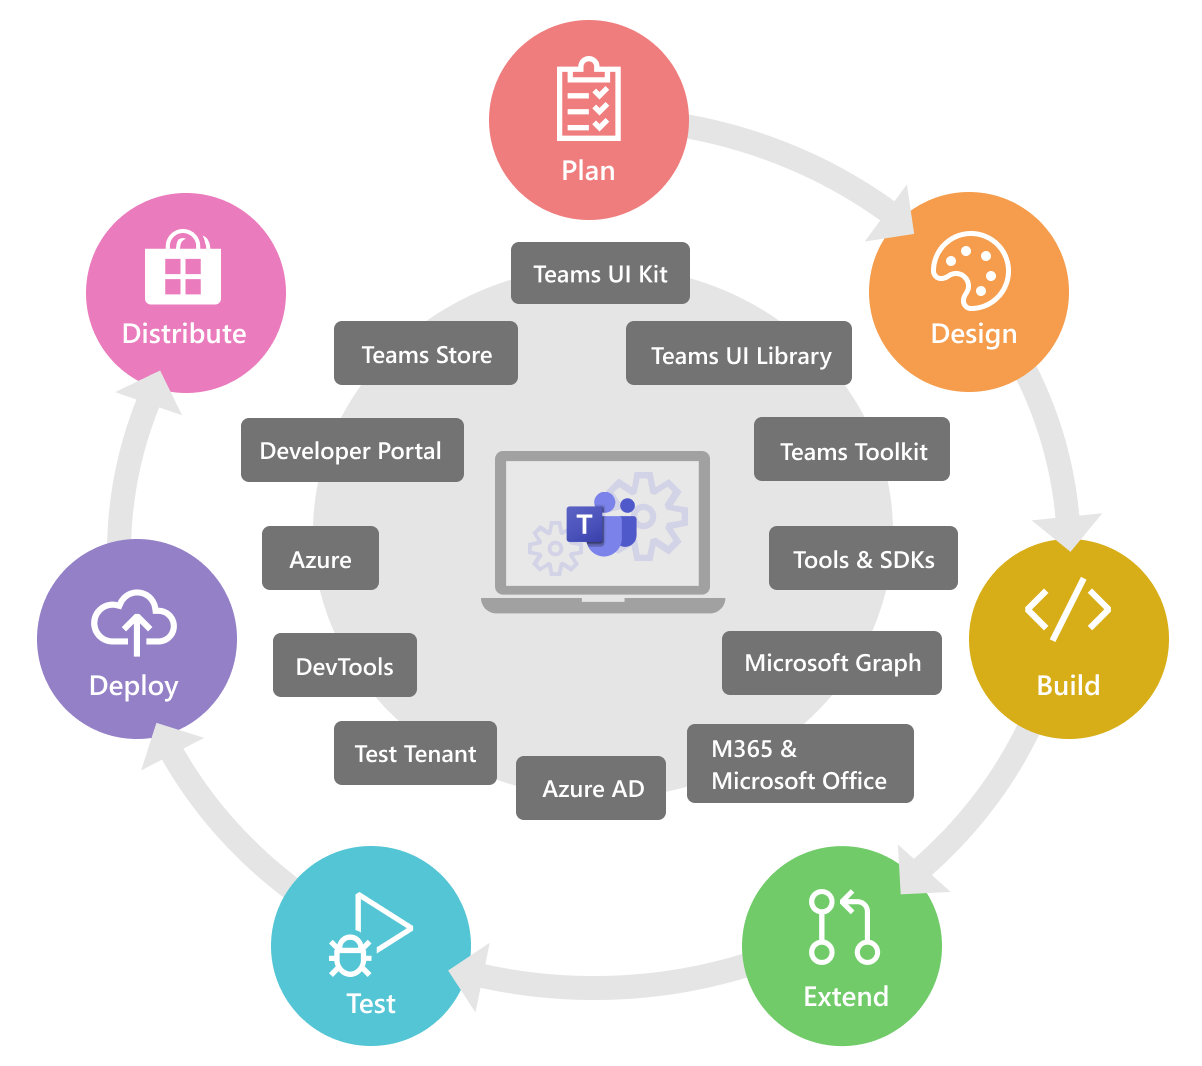 Plan
Design
Build
Extend
Test
Deploy
Distribute
Teams UI Kit
Teams UI Library
Teams Toolkit
Tools & SDKs
Microsoft Graph
M365 &
Microsoft Office
Azure AD
Test Tenant
DevTools
Azure
Developer Portal
Teams Store
T